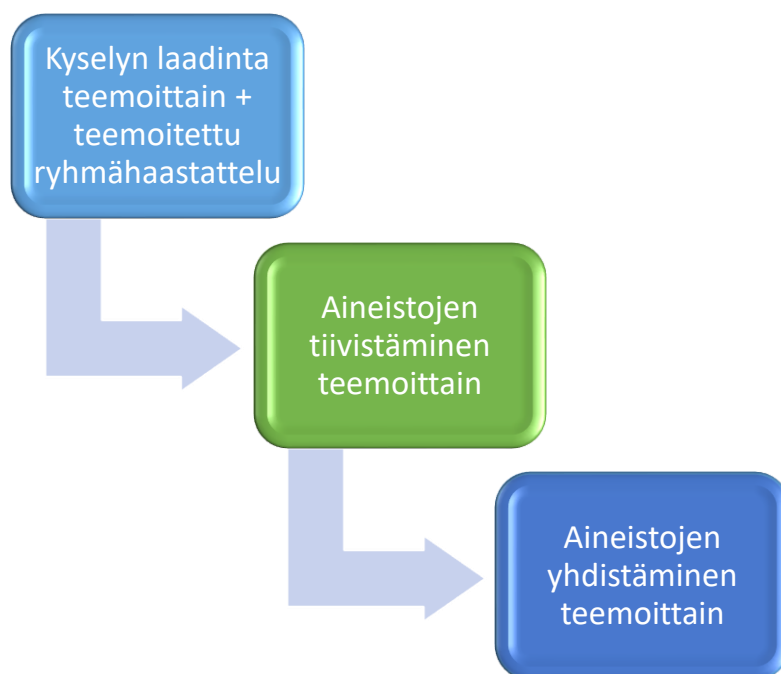 Kyselyn laadinta
teemoittain +
teemoitettu
ryhmähaastattelu
Aineistojen
tiivistäminen
teemoittain
Aineistojen
yhdistäminen
teemoittain